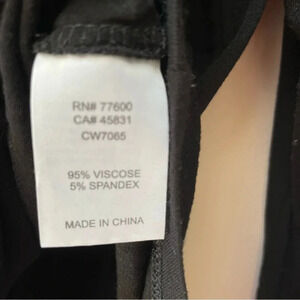 RN# 77600
CA# 45831
CW7065
95% VISCOSE
5% SPANDEX
MADE IN CHINA